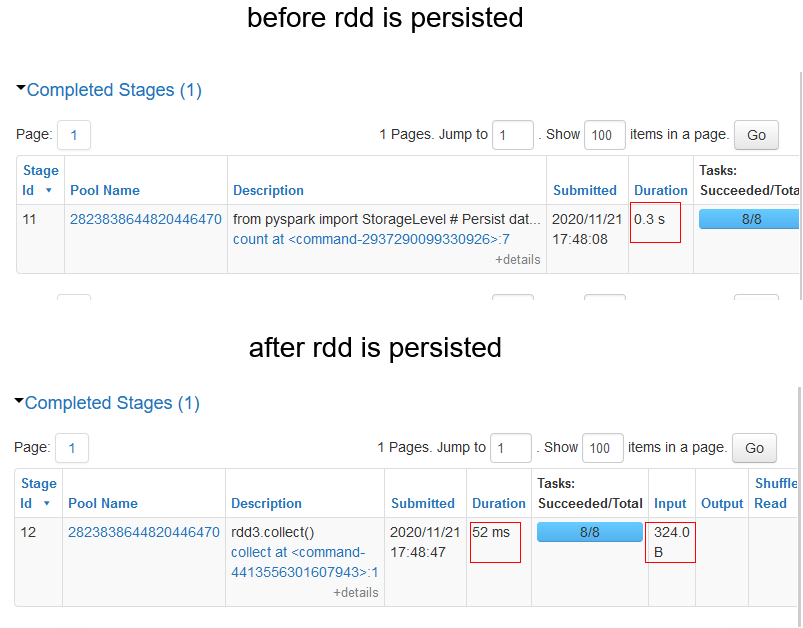 before rdd is persisted
Completed Stages (1)
Page: 1 1 Pages. Jump to 1 . Show 100 items in a page. Go
Stage Tasks:
Id Pool Name Description Submitted Duration Succeeded/Tota
11 2823838644820446470 from pyspark import StorageLevel # Persist dat... 2020/11/21 0.3 s 8/8
count at <command-2937290099330926>:7 17:48:08
+details
after rdd is persisted
Completed Stages (1)
Page: 1 1 Pages. Jump to 1 . Show 100 items in a page. Go
Stage Tasks: Shuffle
Id Pool Name Description Submitted Duration Succeeded/Total Input Output Read
12 2823838644820446470 rdd3.collect() 2020/11/21 52 ms 8/8 324.0
collect at <command- 17:48:47 B
4413556301607943>:1
+details